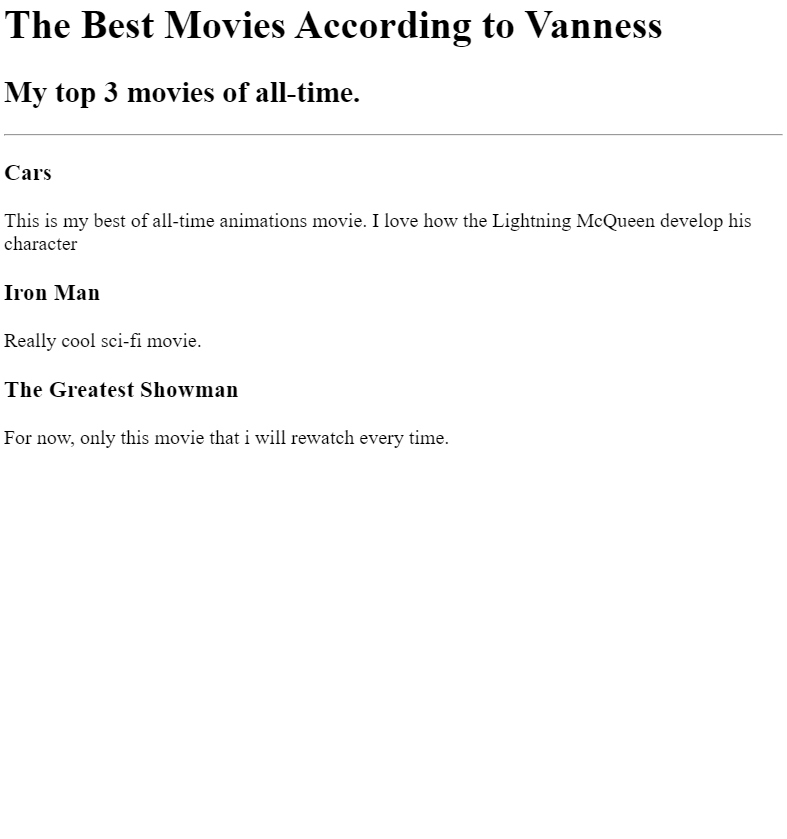 The Best Movies According to Vanness
My top 3 movies of all-time.
Cars
This is my best of all-time animations movie. I love how the Lightning McQueen develop his
character
Iron Man
Really cool sci-fi movie.
The Greatest Showman
For now, only this movie that i will rewatch every time.